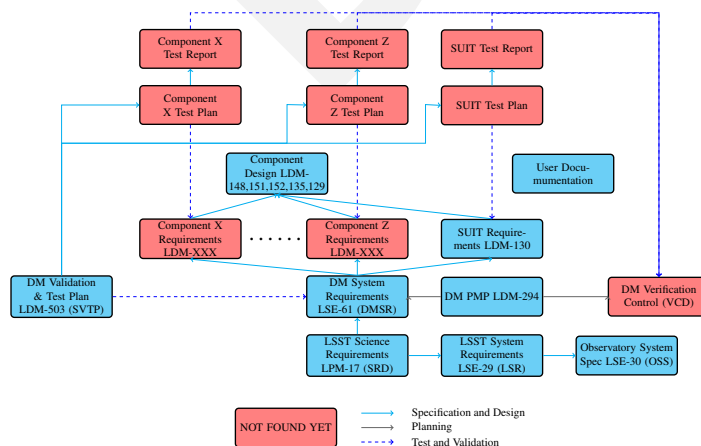 Component X
Test Report
Component Z
Test Report
SUIT Test Report
Component
X Test Plan
Component
Z Test Plan
SUIT Test Plan
Component
Design LDM-
148,151,152,135,129
User Docu-
mumentation
Component X
Requirements
LDM-XXX
Component Z
Requirements
LDM-XXX
SUIT Require-
ments LDM-130
DM Validation
& Test Plan
LDM-503 (SVTP)
DM System
Requirements
LSE-61 (DMSR)
DM PMP LDM-294
DM Verification
Control (VCD)
LSST Science
Requirements
LPM-17 (SRD)
LSST System
Requirements
LSE-29 (LSR)
Observatory System
Spec LSE-30 (OSS)
NOT FOUND YET
Specification and Design
Planning
Test and Validation